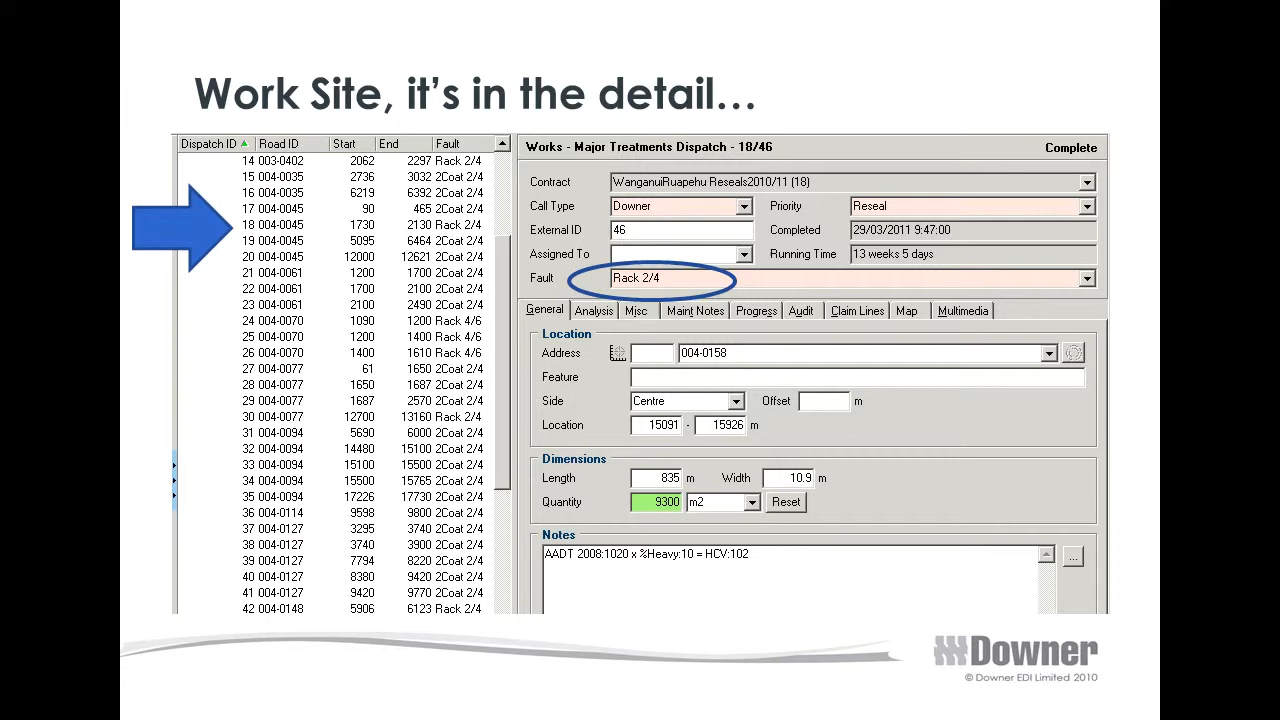 Work Site, it's in the detail...
Dispatch ID Road ID Start End Fault
14 003-0402 2062 2297 Rack 2/4
15 004-0035 2736 3032 2Coat 2/4
16 004-0035 6219 6392 2Coat 2/4
17 004-0045 90 465 2Coat 2/4
18 004-0045 1730 2130 Rack 2/4
19 004-0045 5095 6464 2Coat 2/4
20 004-0045 12000 12621 2Coat 2/4
21 004-0061 1200 1700 2Coat 2/4
22 004-0061 1700 2100 2Coat 2/4
23 004-0061 2100 2490 2Coat 2/4
24 004-0070 1090 1200 Rack 4/6
25 004-0070 1200 1400 Rack 4/6
26 004-0070 1400 1610 Rack 4/6
27 004-0077 61 1650 2Coat 2/4
28 004-0077 1650 1687 2Coat 2/4
29 004-0077 1687 2570 2Coat 2/4
30 004-0077 12700 13160 Rack 2/4
31 004-0094 5690 6000 2Coat 2/4
32 004-0094 14480 15100 2Coat 2/4
33 004-0094 15100 15500 2Coat 2/4
34 004-0094 15500 15765 2Coat 2/4
35 004-0094 17226 17730 2Coat 2/4
36 004-0114 9598 9800 2Coat 2/4
37 004-0127 3295 3740 2Coat 2/4
38 004-0127 3740 3900 2Coat 2/4
39 004-0127 7794 8220 2Coat 2/4
40 004-0127 8380 9420 2Coat 2/4
41 004-0127 9420 9770 2Coat 2/4
42 004-0148 5906 6123 Rack 2/4
Works - Major Treatments Dispatch - 18/46 Complete
Contract WanganuiRuapehu Reseals2010/11 (18)
Call Type Downer Priority Reseal
External ID 46 Completed 29/03/2011 9:47:00
Assigned To Running Time 13 weeks 5 days
Fault Rack 2/4
General Analysis Misc Maint Notes Progress Audit Claim Lines Map Multimedia
Location
Address 004-0158
Feature
Side Centre Offset m
Location 15091 - 15926 m
Dimensions
Length 835 m Width 10.9 m
Quantity 9300 m2 Reset
Notes
AADT 2008:1020 x %Heavy:10 = HCV:102
...
Downer
© Downer EDI Limited 2010